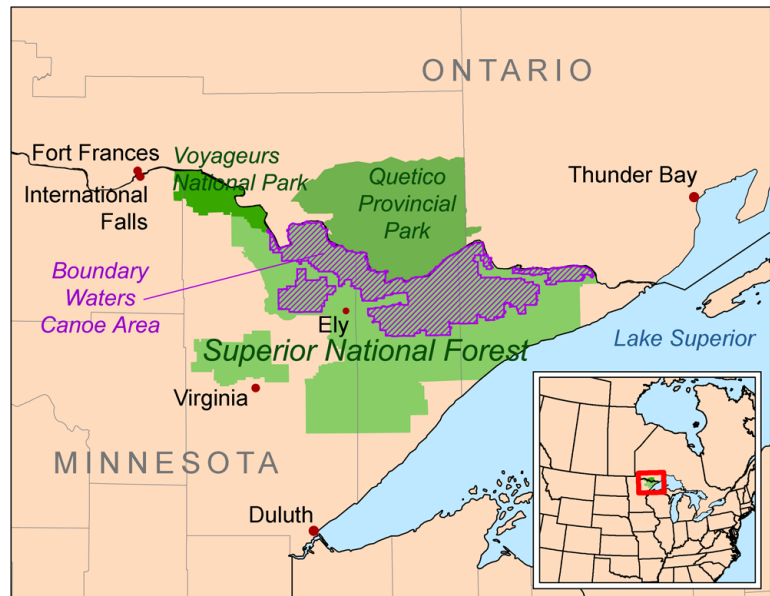 ONTARIO
Fort Frances
International
Falls
Voyageurs
National Park
Quetico
Provincial
Park
Thunder Bay
Boundary
Waters
Canoe Area
Ely
Superior National Forest
Lake Superior
Virginia
MINNESOTA
Duluth